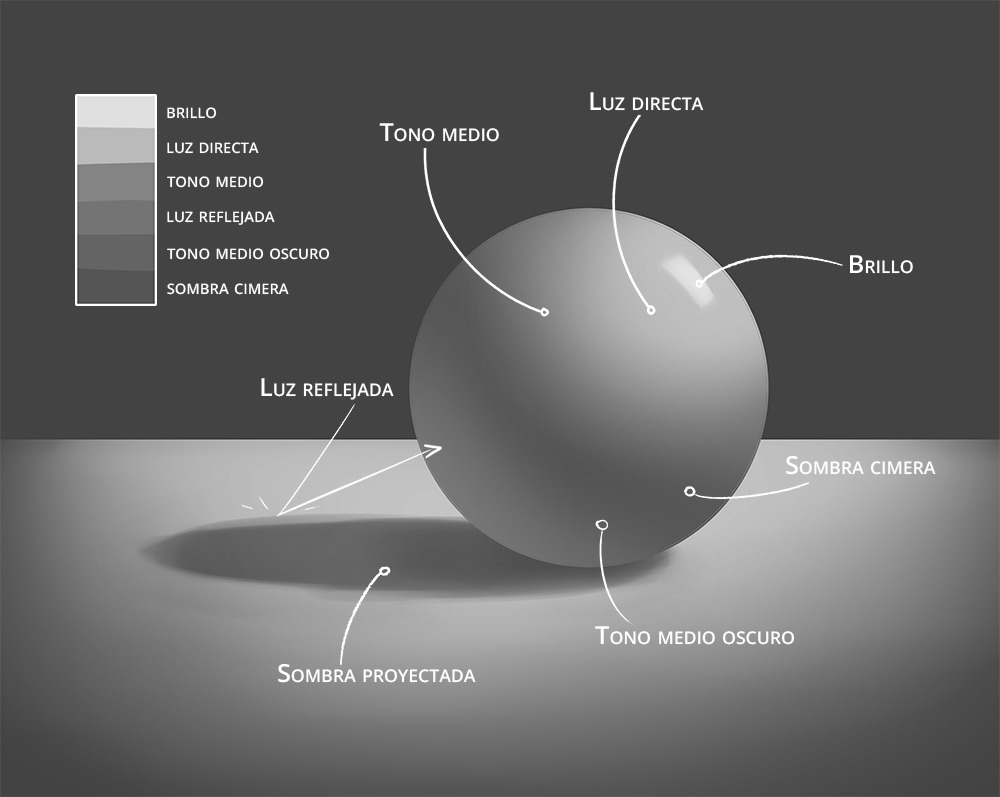 BRILLO
LUZ DIRECTA
TONO MEDIO
LUZ REFLEJADA
TONO MEDIO OSCURO
SOMBRA CIMERA
LUZ DIRECTA
TONO MEDIO
BRILLO
LUZ REFLEJADA
SOMBRA CIMERA
TONO MEDIO OSCURO
SOMBRA PROYECTADA